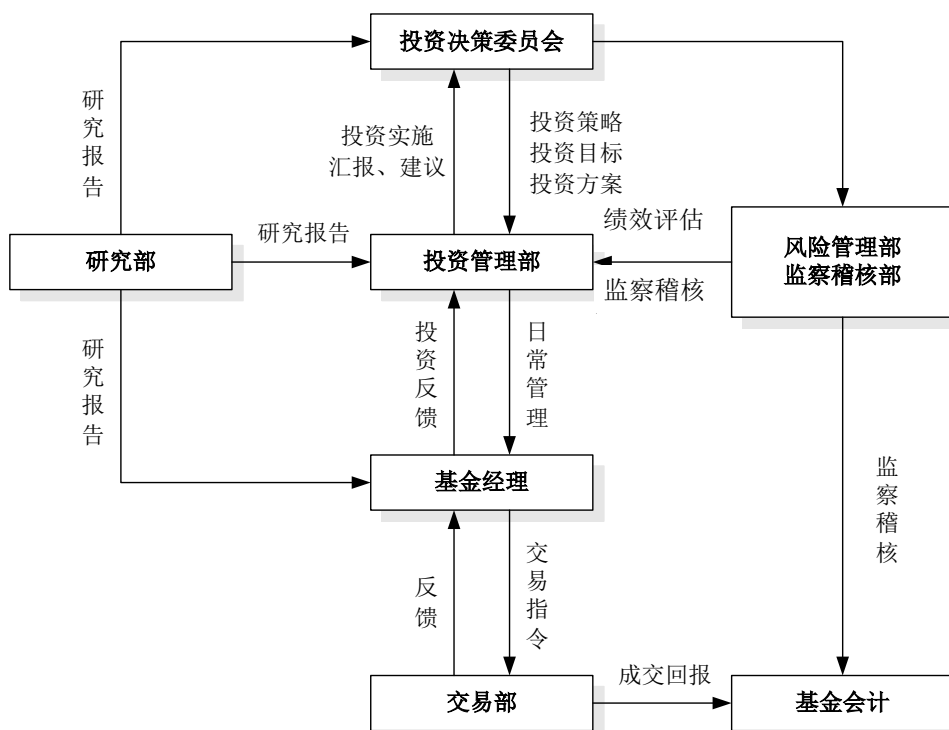 投资决策委员会
研究报告
投资实施
汇报、建议
投资策略
投资目标
投资方案
研究部
研究报告
投资管理部
绩效评估
监察稽核
风险管理部
监察稽核部
研究报告
投资反馈
日常管理
基金经理
监察稽核
反馈
交易指令
交易部
成交回报
基金会计